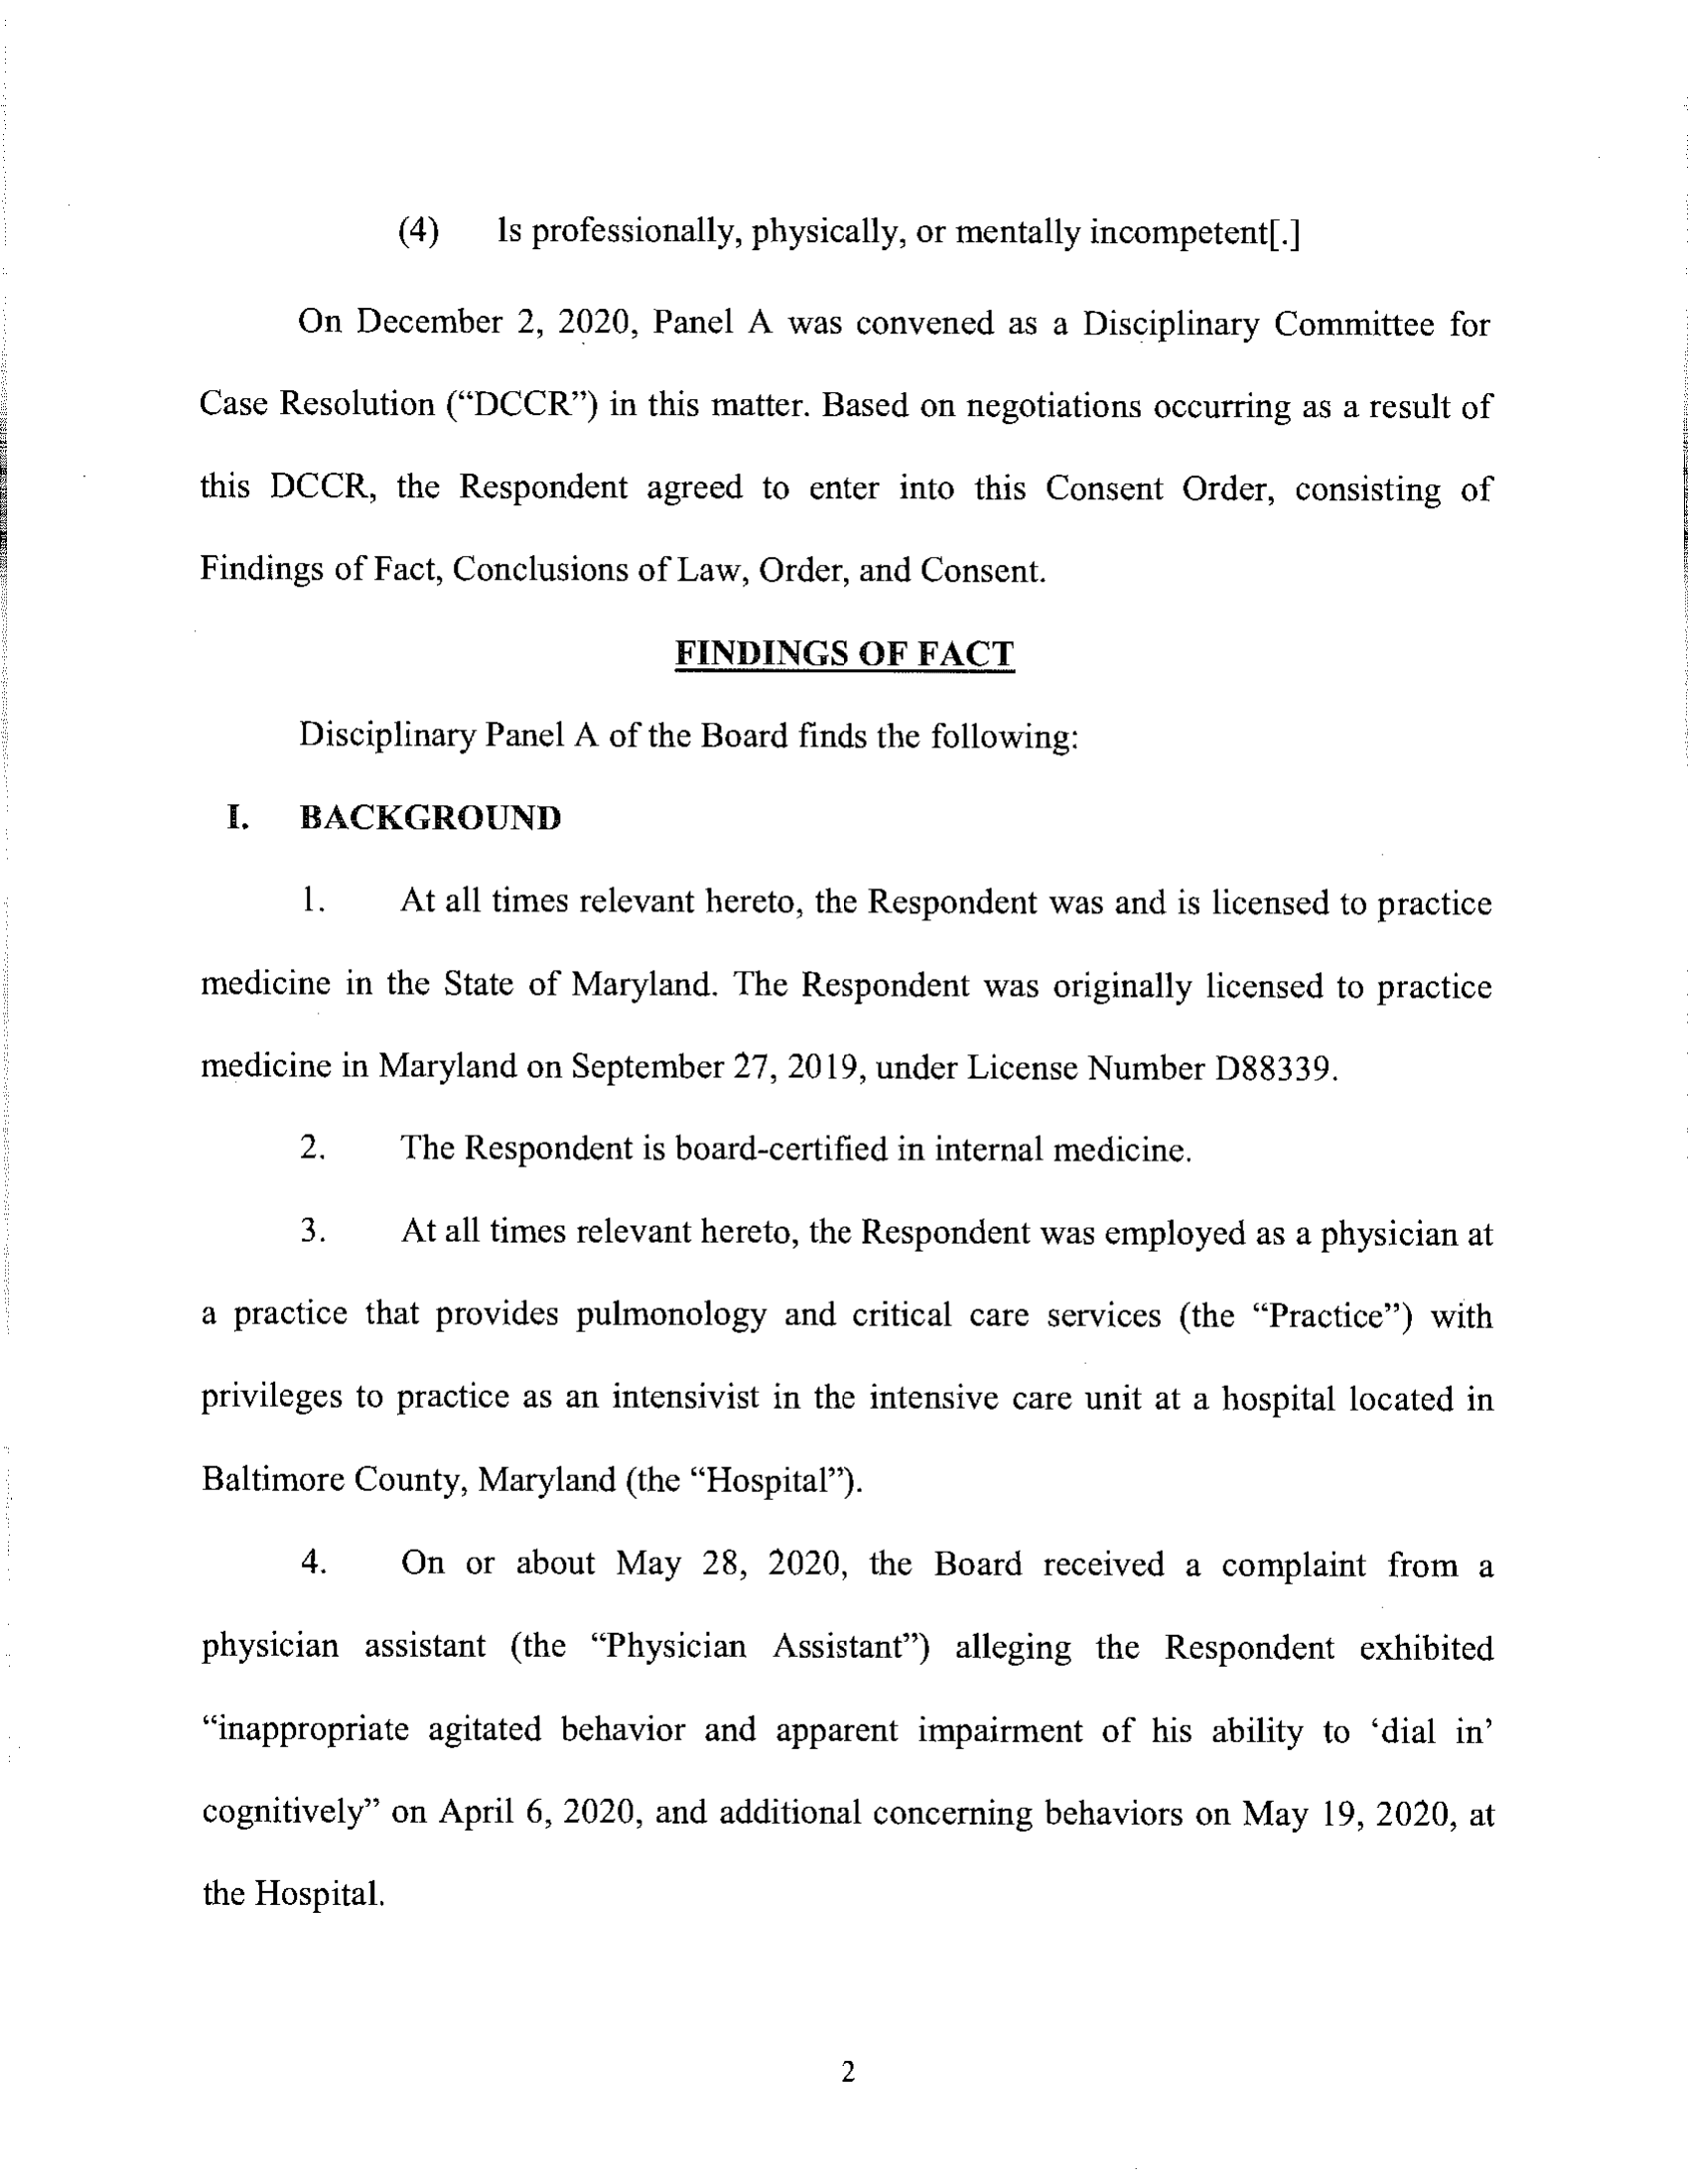 (4) Is professionally, physically, or mentally incompetent[.]
On December 2, 2020, Panel A was convened as a Disciplinary Committee for
Case Resolution (“DCCR”) in this matter. Based on negotiations occurring as a result of
this DCCR, the Respondent agreed to enter into this Consent Order, consisting of
Findings of Fact, Conclusions of Law, Order, and Consent.
FINDINGS OF FACT
Disciplinary Panel A of the Board finds the following:
I. BACKGROUND
1. At all times relevant hereto, the Respondent was and is licensed to practice
medicine in the State of Maryland. The Respondent was originally licensed to practice
medicine in Maryland on September 27, 2019, under License Number D88339.
2. The Respondent is board-certified in internal medicine.
3. At all times relevant hereto, the Respondent was employed as a physician at
a practice that provides pulmonology and critical care services (the “Practice”) with
privileges to practice as an intensivist in the intensive care unit at a hospital located in
Baltimore County, Maryland (the “Hospital”).
4. On or about May 28, 2020, the Board received a complaint from a
physician assistant (the “Physician Assistant”) alleging the Respondent exhibited
“inappropriate agitated behavior and apparent impairment of his ability to ‘dial in’
cognitively” on April 6, 2020, and additional concerning behaviors on May 19, 2020, at
the Hospital.
2